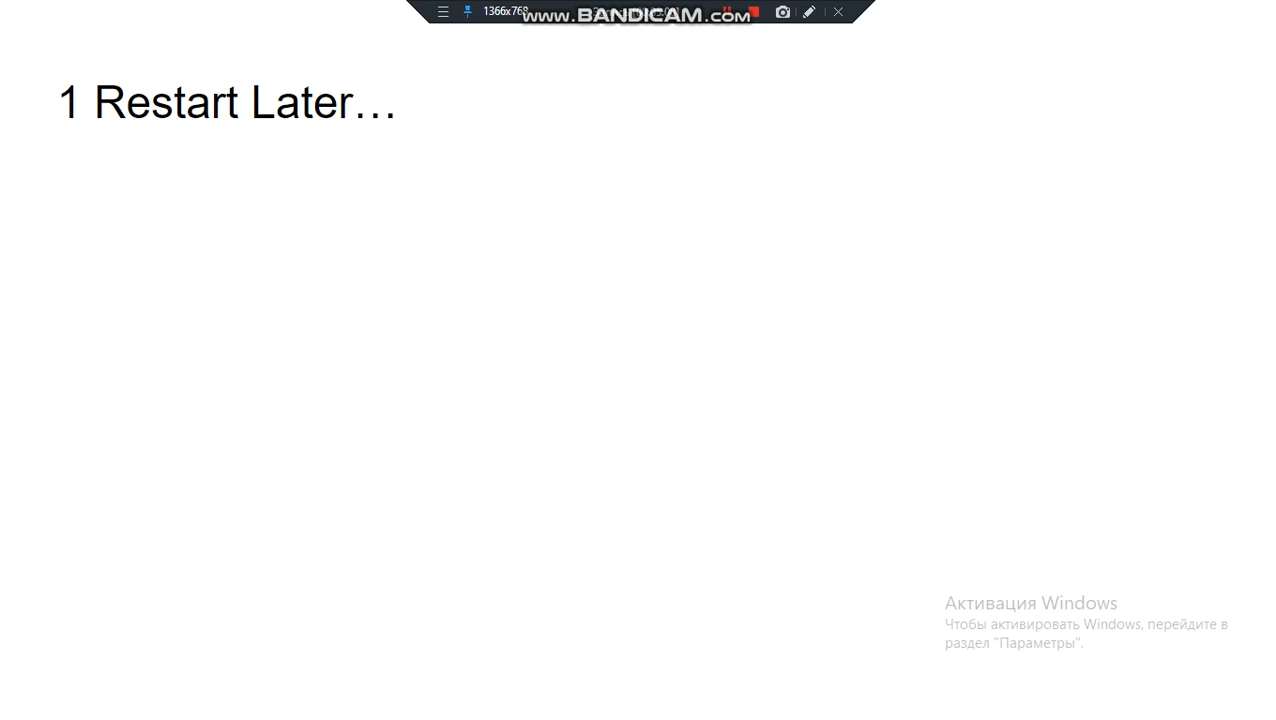 1366x768
www.BANDICAM.com
1 Restart Later…
Активация Windows
Чтобы активировать Windows, перейдите в
раздел "Параметры".